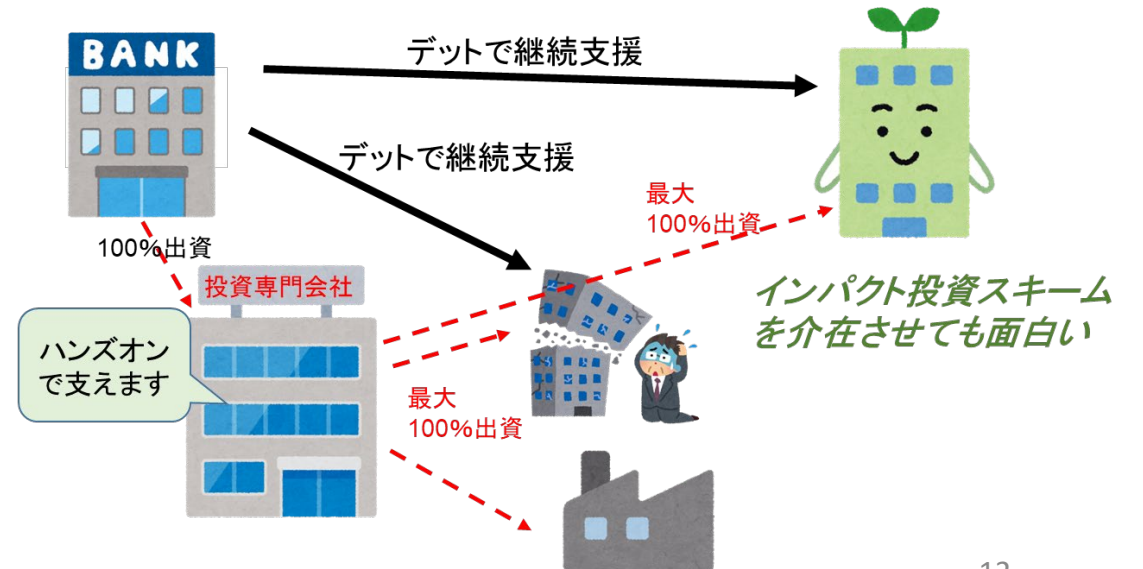 BANK
デットで継続支援
デットで継続支援
最大
100%出資
100%出資
投資専門会社
インパクト投資スキーム
を介在させても面白い
ハンズオン
で支えます
最大
100%出資